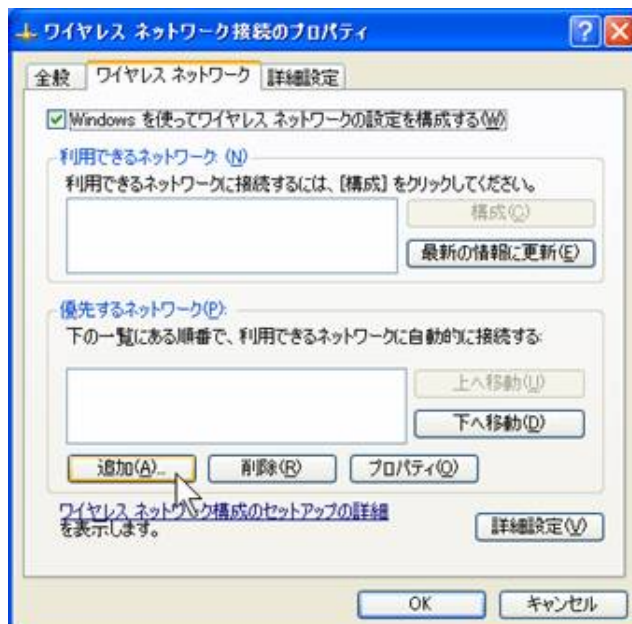 ワイヤレス ネットワーク接続のプロパティ
全般 ワイヤレス ネットワーク 詳細設定
Windows を使ってワイヤレス ネットワークの設定を構成する(W)
利用できるネットワーク (N)
利用できるネットワークに接続するには、[構成] をクリックしてください。
構成(C)
最新の情報に更新(E)
優先するネットワーク(P):
下の一覧にある順番で、利用できるネットワークに自動的に接続する:
上へ移動(U)
下へ移動(D)
追加(A)... 削除(R) プロパティ(O)
ワイヤレス ネットワーク構成のセットアップの詳細
を表示します。
詳細設定(V)
OK キャンセル